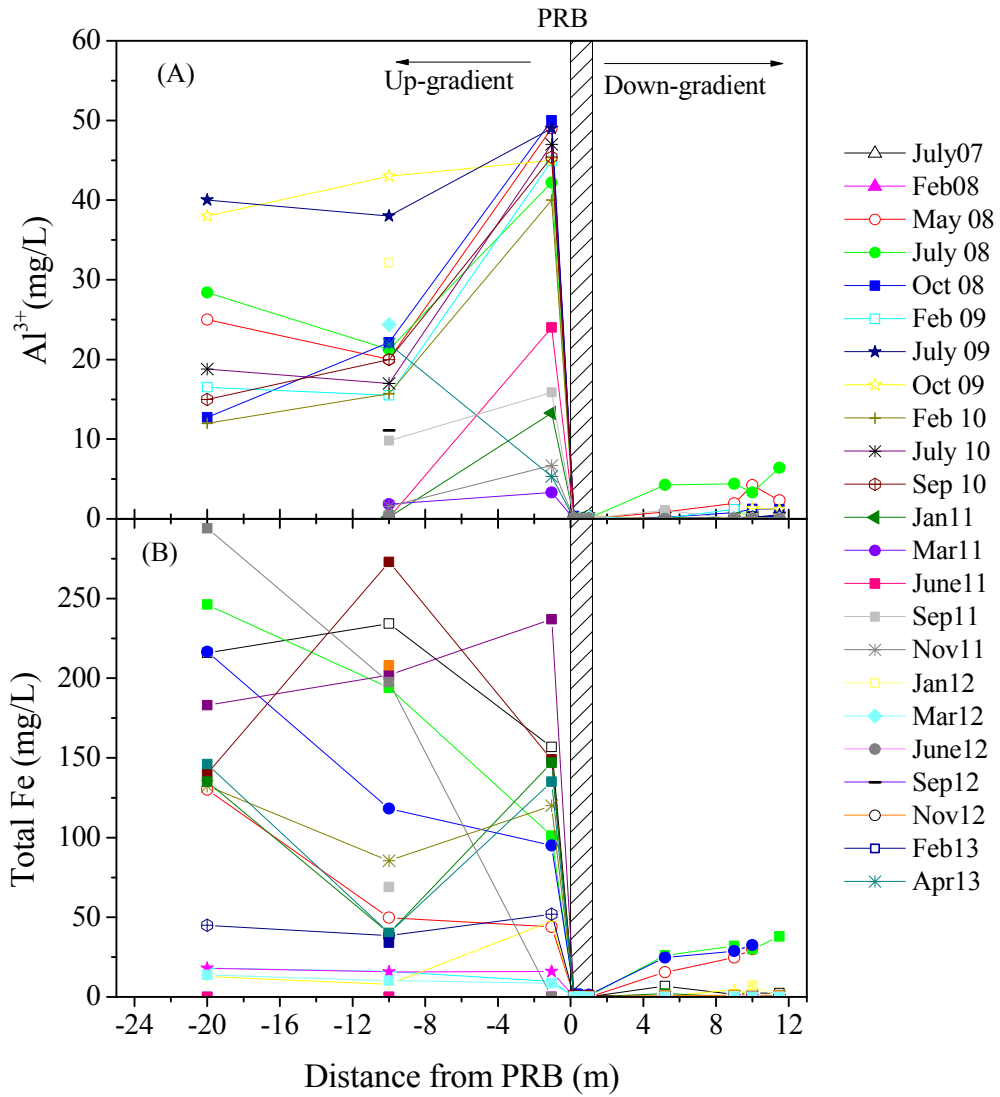 PRB
60
(A)
Up-gradient
Down-gradient
50
40
30
20
10
0
Al³⁺ (mg/L)
(B)
250
200
150
100
50
0
Total Fe (mg/L)
-24 -20 -16 -12 -8 -4 0 4 8 12
Distance from PRB (m)
July07
Feb08
May 08
July 08
Oct 08
Feb 09
July 09
Oct 09
Feb 10
July 10
Sep 10
Jan11
Mar11
June11
Sep11
Nov11
Jan12
Mar12
June12
Sep12
Nov12
Feb13
Apr13